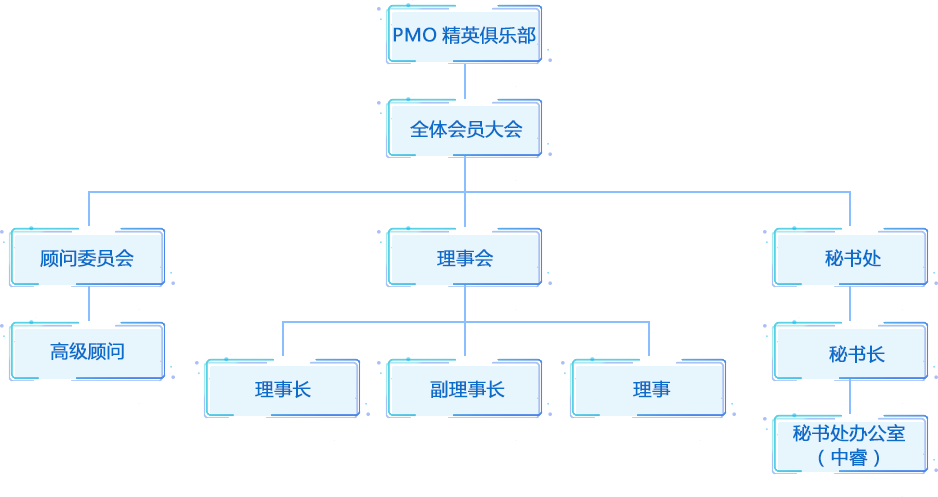 PMO 精英俱乐部
全体会员大会
顾问委员会
理事会
秘书处
高级顾问
秘书长
理事长
副理事长
理事
秘书处办公室
（中睿）